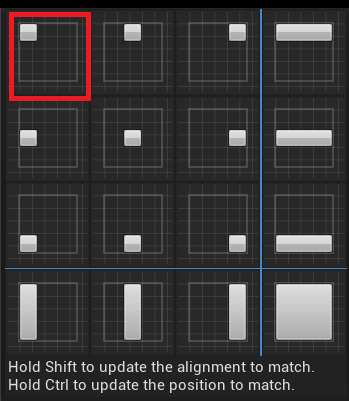 Hold Shift to update the alignment to match.
Hold Ctrl to update the position to match.